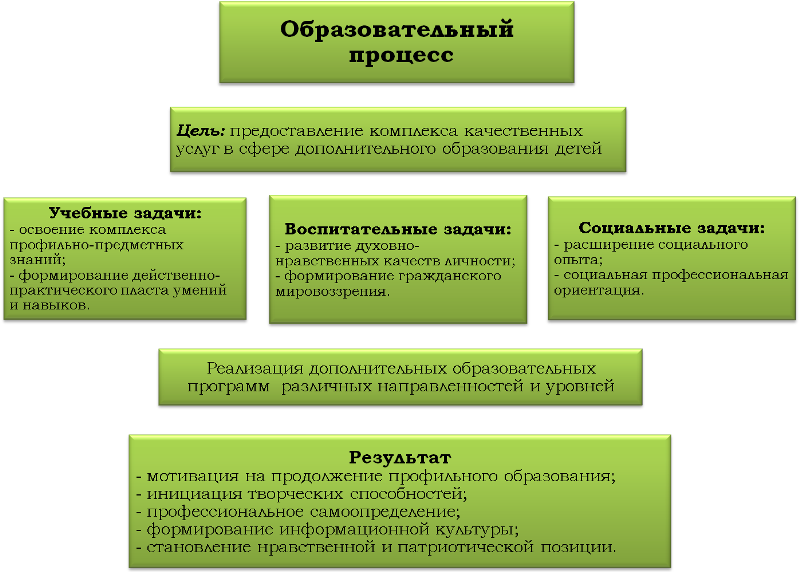 Образовательный
процесс
Цель: предоставление комплекса качественных
услуг в сфере дополнительного образования детей
Учебные задачи:
- освоение комплекса
профильно-предметных
знаний;
- формирование действенно-
практического пласта умений
и навыков.
Воспитательные задачи:
- развитие духовно-
нравственных качеств личности;
- формирование гражданского
мировоззрения.
Социальные задачи:
- расширение социального
опыта;
- социальная профессиональная
ориентация.
Реализация дополнительных образовательных
программ различных направленностей и уровней
Результат
- мотивация на продолжение профильного образования;
- инициация творческих способностей;
- профессиональное самоопределение;
- формирование информационной культуры;
- становление нравственной и патриотической позиции.